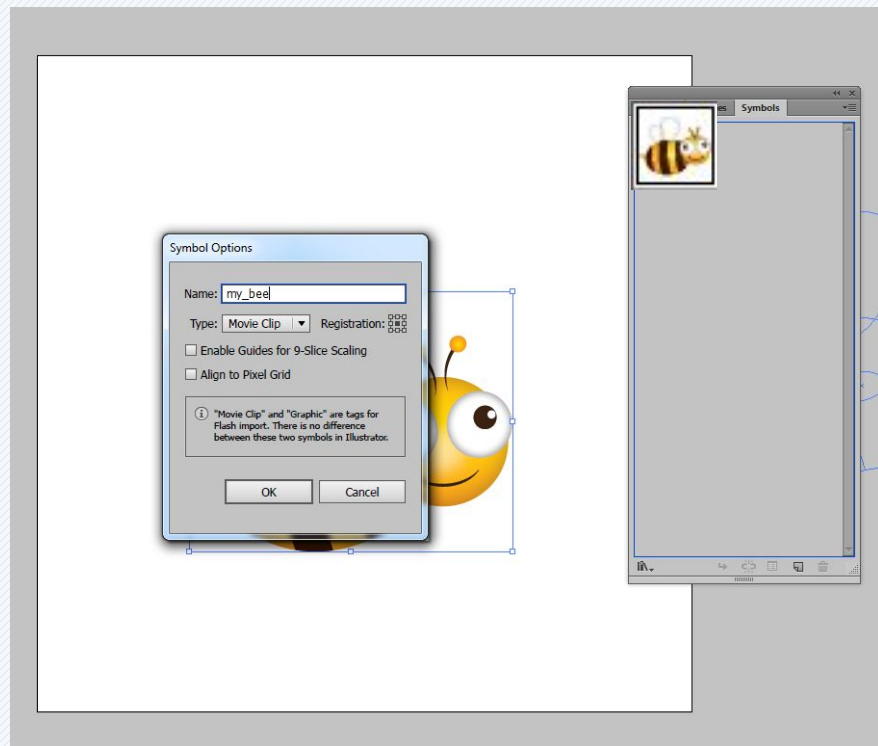 Symbols
Symbol Options
Name: my_bee
Type: Movie Clip Registration:
Enable Guides for 9-Slice Scaling
Align to Pixel Grid
"Movie Clip" and "Graphic" are tags for
Flash import. There is no difference
between these two symbols in Illustrator.
OK Cancel